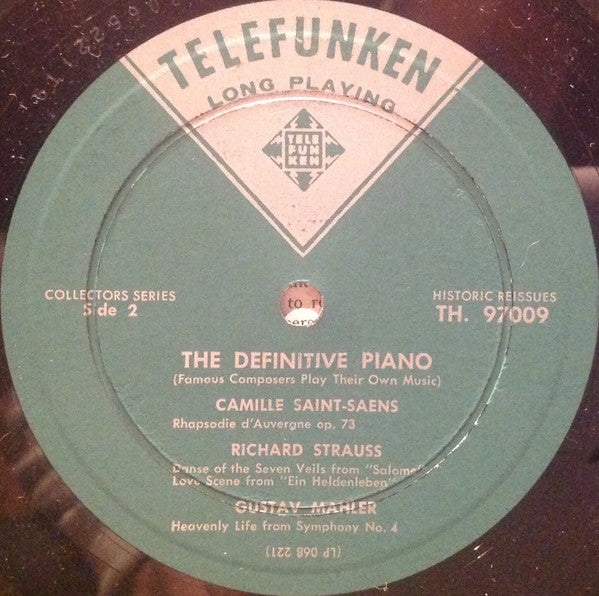 TELEFUNKEN
LONG PLAYING
TELE
FUN
KEN
COLLECTORS SERIES
Side 2
HISTORIC REISSUES
TH. 97009
to
THE DEFINITIVE PIANO
(Famous Composers Play Their Own Music)
CAMILLE SAINT-SAENS
Rhapsodie d'Auvergne op. 73
RICHARD STRAUSS
Danse of the Seven Veils from "Salome"
Love Scene from "Ein Heldenleben"
GUSTAV MAHLER
Heavenly Life from Symphony No. 4
(LP 068 221)